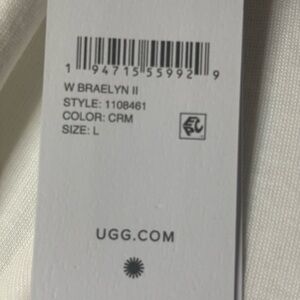 1 94715 55992 9
W BRAELYN II
STYLE: 1108461
COLOR: CRM
SIZE: L
UGG.COM